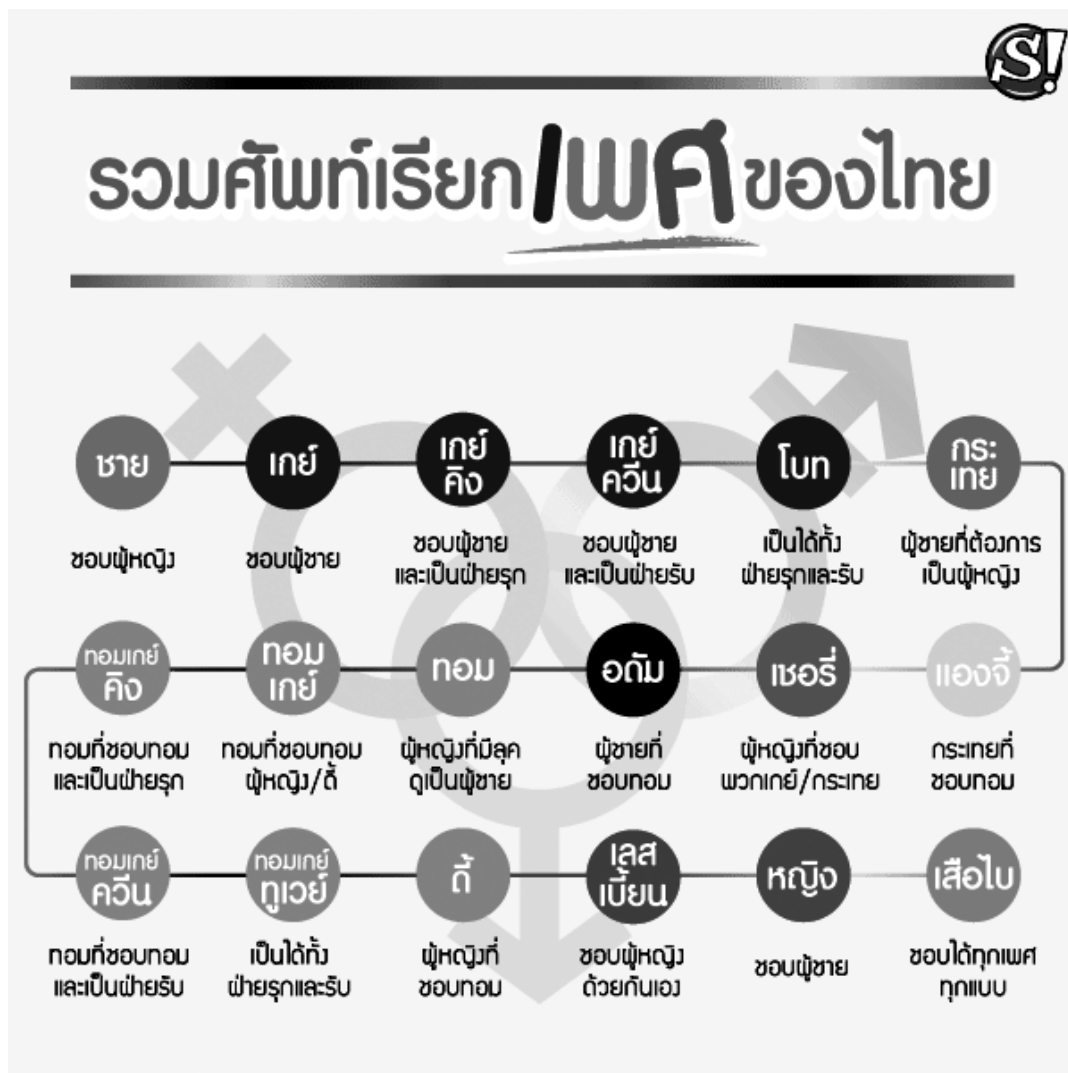 S!
รวมศัพท์เรียกเพศของไทย
ชาย
ชอบผู้หญิง
เกย์
ชอบผู้ชาย
เกย์
คิง
ชอบผู้ชาย
และเป็นฝ่ายรุก
เกย์
ควีน
ชอบผู้ชาย
และเป็นฝ่ายรับ
โบท
เป็นได้ทั้ง
ฝ่ายรุกและรับ
กระ
เทย
ผู้ชายที่ต้องการ
เป็นผู้หญิง
ทอมเกย์
คิง
ทอมที่ชอบทอม
และเป็นฝ่ายรุก
ทอม
เกย์
ทอมที่ชอบทอม
ผู้หญิง/ดี้
ทอม
ผู้หญิงที่มีลุค
ดูเป็นผู้ชาย
อดัม
ผู้ชายที่
ชอบทอม
เชอรี่
ผู้หญิงที่ชอบ
พวกเกย์/กระเทย
แองจี้
กระเทยที่
ชอบทอม
ทอมเกย์
ควีน
ทอมที่ชอบทอม
และเป็นฝ่ายรับ
ทอมเกย์
ทูเวย์
เป็นได้ทั้ง
ฝ่ายรุกและรับ
ดี้
ผู้หญิงที่
ชอบทอม
เลส
เบี้ยน
ชอบผู้หญิง
ด้วยกันเอง
หญิง
ชอบผู้ชาย
เสือไบ
ชอบได้ทุกเพศ
ทุกแบบ